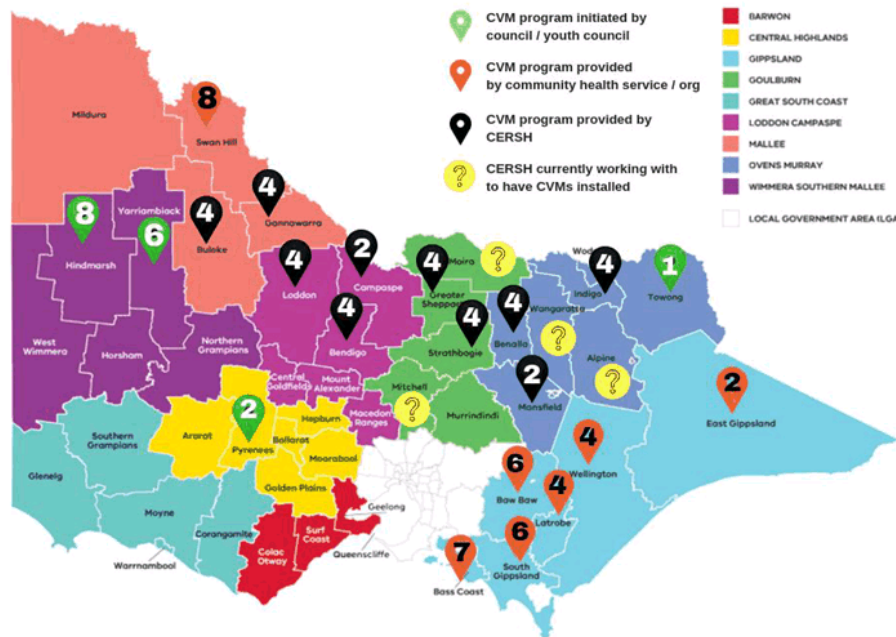 CVM program initiated by
council / youth council
CVM program provided
by community health service / org
CVM program provided by
CERSH
?
CERSH currently working with
to have CVMs installed
BARWON
CENTRAL HIGHLANDS
GIPPSLAND
GOULBURN
GREAT SOUTH COAST
LODDON CAMPASPE
MALLEE
OVENS MURRAY
WIMMERA SOUTHERN MALLEE
LOCAL GOVERNMENT AREA (LGA
Mildura
8
Swan Hill
4
Gannawarra
4
Buloke
8
Hindmarsh
Yarriambiack
6
West
Wimmera
Horsham
Northern
Grampians
4
Loddon
2
Campaspe
4
Bendigo
Central
Goldfields
Mount
Alexander
Macedon
Ranges
4
Greater
Moira
?
4
Strathbogie
Mitchell
?
Murrindindi
4
Benalla
Wangaratta
?
4
Indigo
1
Towong
Alpine
?
2
Mansfield
2
East Gippsland
4
Wellington
6
Baw Baw
4
Latrobe
6
South
Gippsland
7
Bass Coast
Ararat
2
Pyrenees
Hepburn
Ballarat
Moorabool
Golden Plains
Southern
Grampians
Glenelg
Moyne
Corangamite
Warrnambool
Colac
Otway
Surf
Coast
Geelong
Queenscliffe